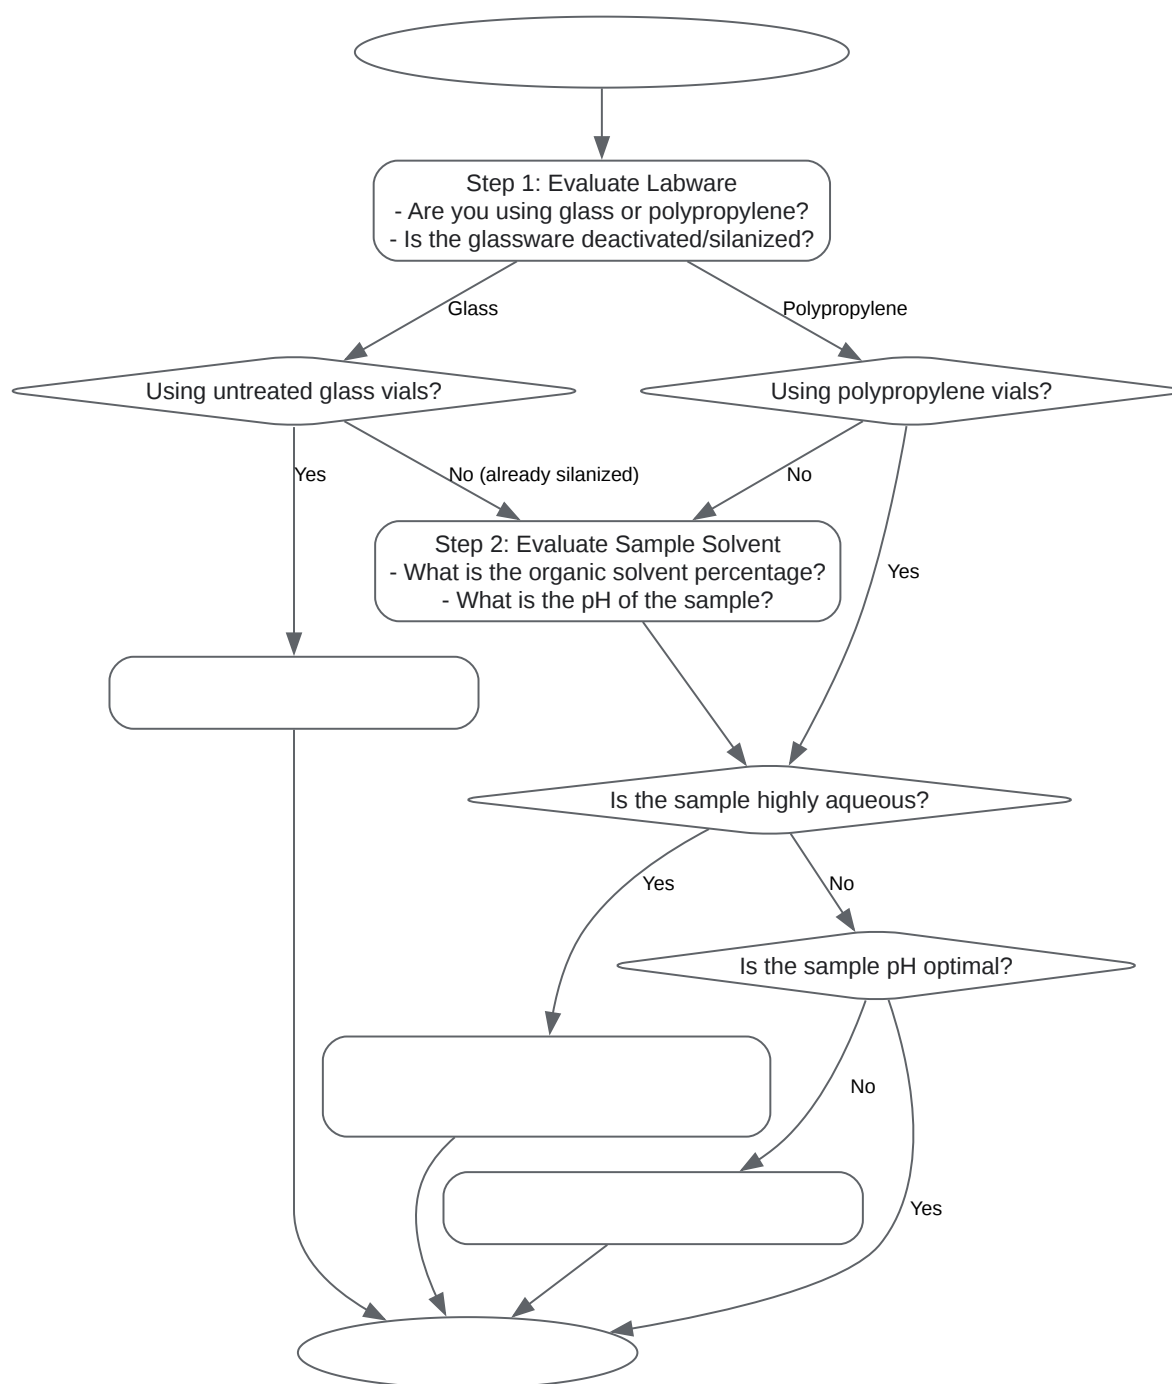 Step 1: Evaluate Labware
- Are you using glass or polypropylene?
- Is the glassware deactivated/silanized?
Glass
Polypropylene
Using untreated glass vials?
Using polypropylene vials?
Yes
No (already silanized)
No
Step 2: Evaluate Sample Solvent
- What is the organic solvent percentage?
- What is the pH of the sample?
Yes
Is the sample highly aqueous?
Yes
No
Is the sample pH optimal?
No
Yes